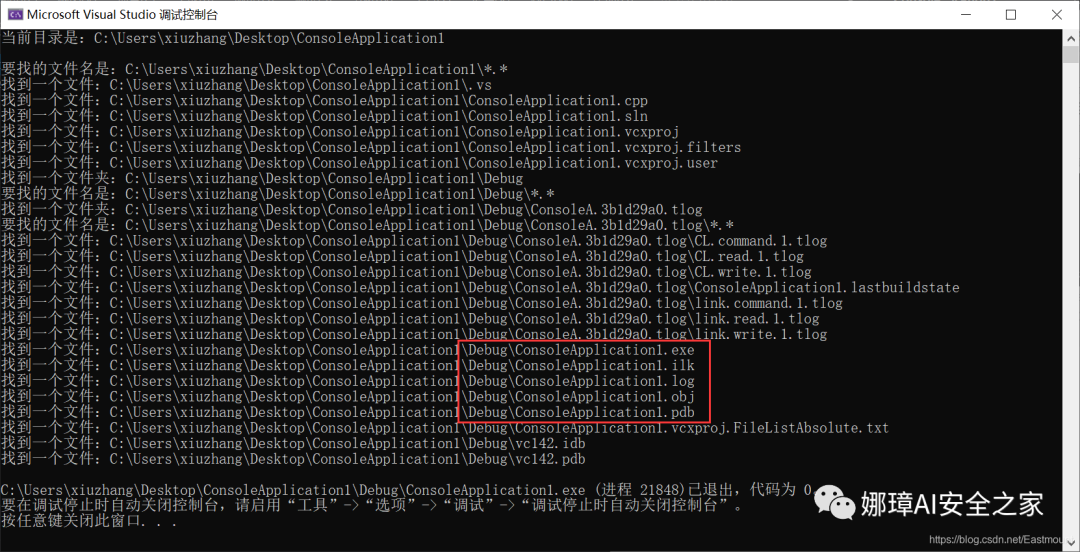 Microsoft Visual Studio 调试控制台
当前目录是: C:\Users\xiuzhang\Desktop\ConsoleApplication1
要找的文件名是: C:\Users\xiuzhang\Desktop\ConsoleApplication1\*.*
找到一个文件: C:\Users\xiuzhang\Desktop\ConsoleApplication1\.vs
找到一个文件: C:\Users\xiuzhang\Desktop\ConsoleApplication1\ConsoleApplication1.cpp
找到一个文件: C:\Users\xiuzhang\Desktop\ConsoleApplication1\ConsoleApplication1.sln
找到一个文件: C:\Users\xiuzhang\Desktop\ConsoleApplication1\ConsoleApplication1.vcxproj
找到一个文件: C:\Users\xiuzhang\Desktop\ConsoleApplication1\ConsoleApplication1.vcxproj.filters
找到一个文件: C:\Users\xiuzhang\Desktop\ConsoleApplication1\ConsoleApplication1.vcxproj.user
找到一个文件夹: C:\Users\xiuzhang\Desktop\ConsoleApplication1\Debug
要找的文件名是: C:\Users\xiuzhang\Desktop\ConsoleApplication1\Debug\*.*
找到一个文件夹: C:\Users\xiuzhang\Desktop\ConsoleApplication1\Debug\ConsoleA.3b1d29a0.tlog
要找的文件名是: C:\Users\xiuzhang\Desktop\ConsoleApplication1\Debug\ConsoleA.3b1d29a0.tlog\*.*
找到一个文件: C:\Users\xiuzhang\Desktop\ConsoleApplication1\Debug\ConsoleA.3b1d29a0.tlog\CL.command.1.tlog
找到一个文件: C:\Users\xiuzhang\Desktop\ConsoleApplication1\Debug\ConsoleA.3b1d29a0.tlog\CL.read.1.tlog
找到一个文件: C:\Users\xiuzhang\Desktop\ConsoleApplication1\Debug\ConsoleA.3b1d29a0.tlog\CL.write.1.tlog
找到一个文件: C:\Users\xiuzhang\Desktop\ConsoleApplication1\Debug\ConsoleA.3b1d29a0.tlog\ConsoleApplication1.lastbuildstate
找到一个文件: C:\Users\xiuzhang\Desktop\ConsoleApplication1\Debug\ConsoleA.3b1d29a0.tlog\link.command.1.tlog
找到一个文件: C:\Users\xiuzhang\Desktop\ConsoleApplication1\Debug\ConsoleA.3b1d29a0.tlog\link.read.1.tlog
找到一个文件: C:\Users\xiuzhang\Desktop\ConsoleApplication1\Debug\ConsoleA.3b1d29a0.tlog\link.write.1.tlog
找到一个文件: C:\Users\xiuzhang\Desktop\ConsoleApplication1\Debug\ConsoleApplication1.exe
找到一个文件: C:\Users\xiuzhang\Desktop\ConsoleApplication1\Debug\ConsoleApplication1.ilk
找到一个文件: C:\Users\xiuzhang\Desktop\ConsoleApplication1\Debug\ConsoleApplication1.log
找到一个文件: C:\Users\xiuzhang\Desktop\ConsoleApplication1\Debug\ConsoleApplication1.obj
找到一个文件: C:\Users\xiuzhang\Desktop\ConsoleApplication1\Debug\ConsoleApplication1.pdb
找到一个文件: C:\Users\xiuzhang\Desktop\ConsoleApplication1\Debug\ConsoleApplication1.vcxproj.FileListAbsolute.txt
找到一个文件: C:\Users\xiuzhang\Desktop\ConsoleApplication1\Debug\vc142.idb
找到一个文件: C:\Users\xiuzhang\Desktop\ConsoleApplication1\Debug\vc142.pdb
C:\Users\xiuzhang\Desktop\ConsoleApplication1\Debug\ConsoleApplication1.exe (进程 21848)已退出，代码为 0。
要在调试停止时自动关闭控制台，请启用“工具”->“选项”->“调试”->“调试停止时自动关闭控制台”。
按任意键关闭此窗口. . .
娜璋AI安全之家
https://blog.csdn.net/Eastmou